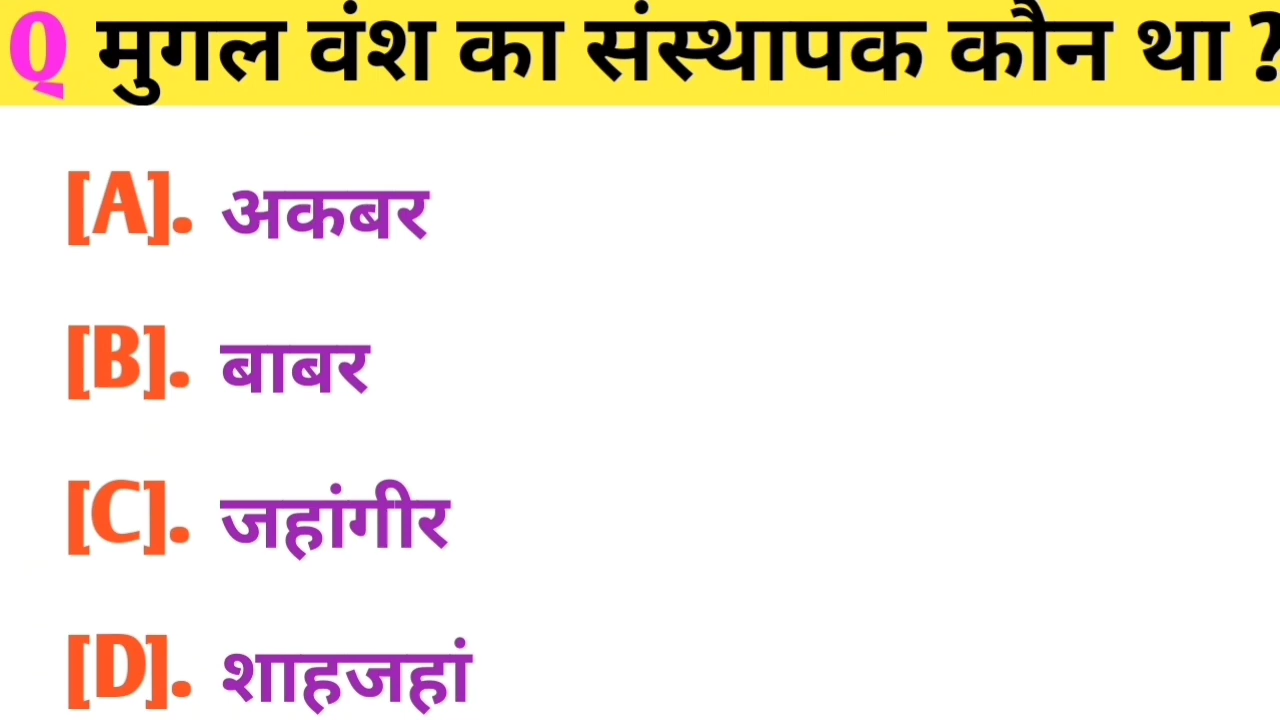 Q मुगल वंश का संस्थापक कौन था ?
[A]. अकबर
[B]. बाबर
[C]. जहांगीर
[D]. शाहजहां